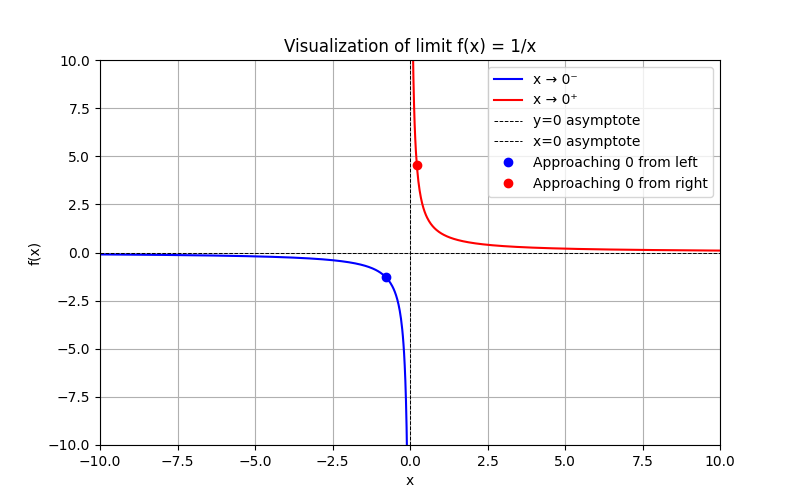 Visualization of limit f(x) = 1/x
10.0
7.5
5.0
2.5
0.0
−2.5
−5.0
−7.5
−10.0
f(x)
x → 0⁻
x → 0⁺
y=0 asymptote
x=0 asymptote
Approaching 0 from left
Approaching 0 from right
−10.0 −7.5 −5.0 −2.5 0.0 2.5 5.0 7.5 10.0
x